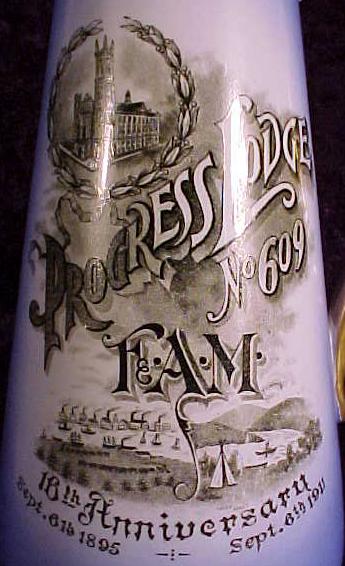 PROGRESS LODGE
No 609
F. & A. M.
16th Anniversary
Sept. 6th 1895
Sept. 6th 1911